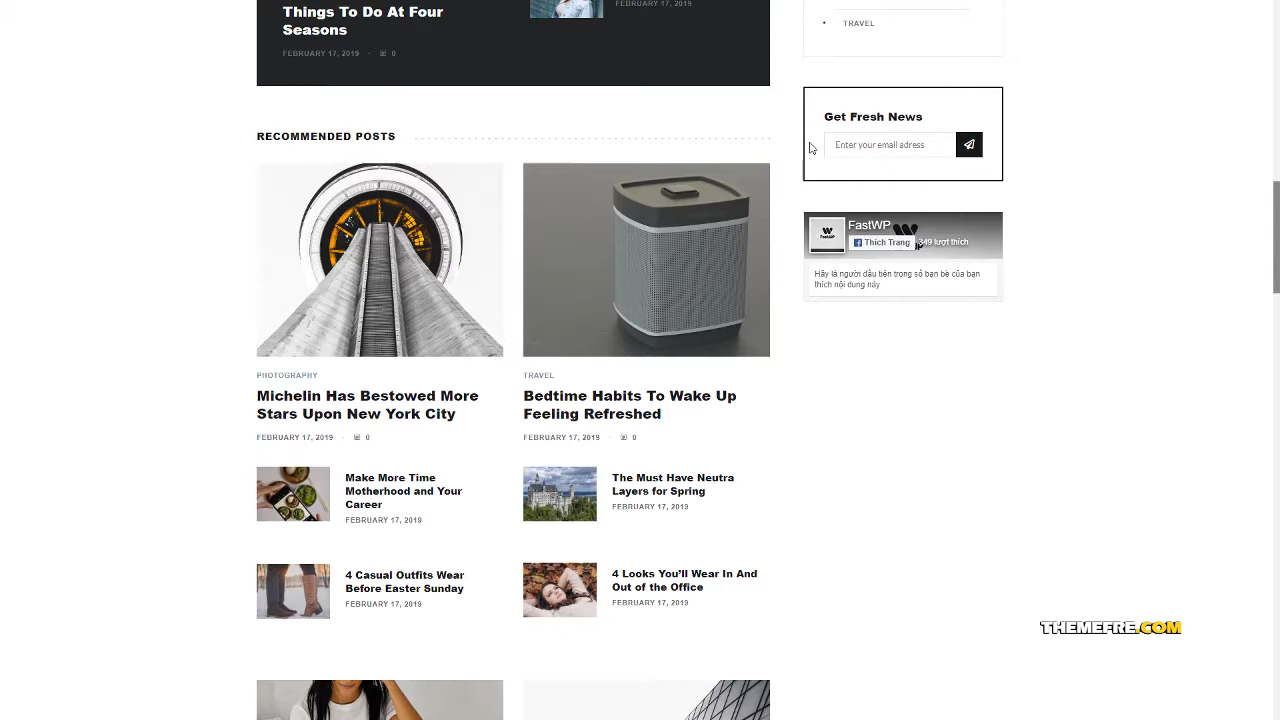 Things To Do At Four
Seasons
FEBRUARY 17, 2019 · 0
FEBRUARY 17, 2019
• TRAVEL
Get Fresh News
Enter your email adress
RECOMMENDED POSTS
PHOTOGRAPHY
Michelin Has Bestowed More
Stars Upon New York City
FEBRUARY 17, 2019 · 0
TRAVEL
Bedtime Habits To Wake Up
Feeling Refreshed
FEBRUARY 17, 2019 · 0
Make More Time
Motherhood and Your
Career
FEBRUARY 17, 2019
The Must Have Neutra
Layers for Spring
FEBRUARY 17, 2019
4 Casual Outfits Wear
Before Easter Sunday
FEBRUARY 17, 2019
4 Looks You'll Wear In And
Out of the Office
FEBRUARY 17, 2019
FastWP
FastWP
Thích Trang
349 lượt thích
Hãy là người đầu tiên trong số bạn bè của bạn
thích nội dung này
THEMEFRE.COM